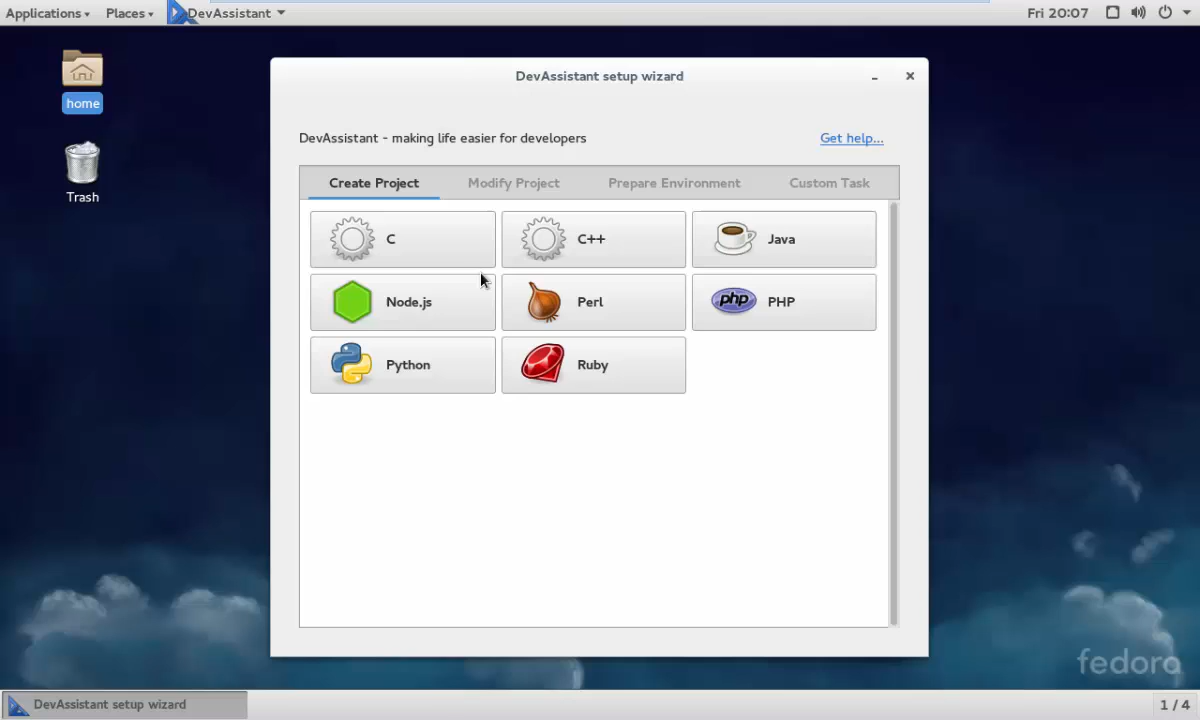 Applications Places DevAssistant Fri 20:07
home
Trash
DevAssistant setup wizard
DevAssistant - making life easier for developers Get help...
Create Project Modify Project Prepare Environment Custom Task
C C++ Java
Node.js Perl php PHP
Python Ruby
fedora
DevAssistant setup wizard 1 / 4